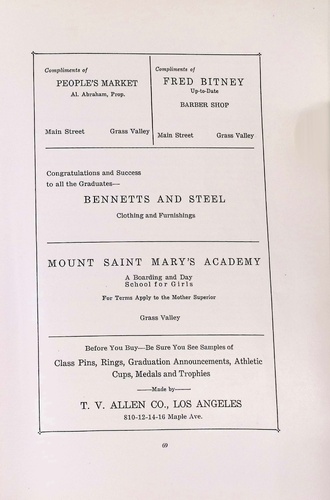 Compliments of
PEOPLE'S MARKET
Al. Abraham, Prop.
Main Street Grass Valley
Compliments of
FRED BITNEY
Up-to-Date
BARBER SHOP
Main Street Grass Valley
Congratulations and Success
to all the Graduates—
BENNETTS AND STEEL
Clothing and Furnishings
MOUNT SAINT MARY'S ACADEMY
A Boarding and Day
School for Girls
For Terms Apply to the Mother Superior
Grass Valley
Before You Buy—Be Sure You See Samples of
Class Pins, Rings, Graduation Announcements, Athletic
Cups, Medals and Trophies
——Made by——
T. V. ALLEN CO., LOS ANGELES
810-12-14-16 Maple Ave.
69